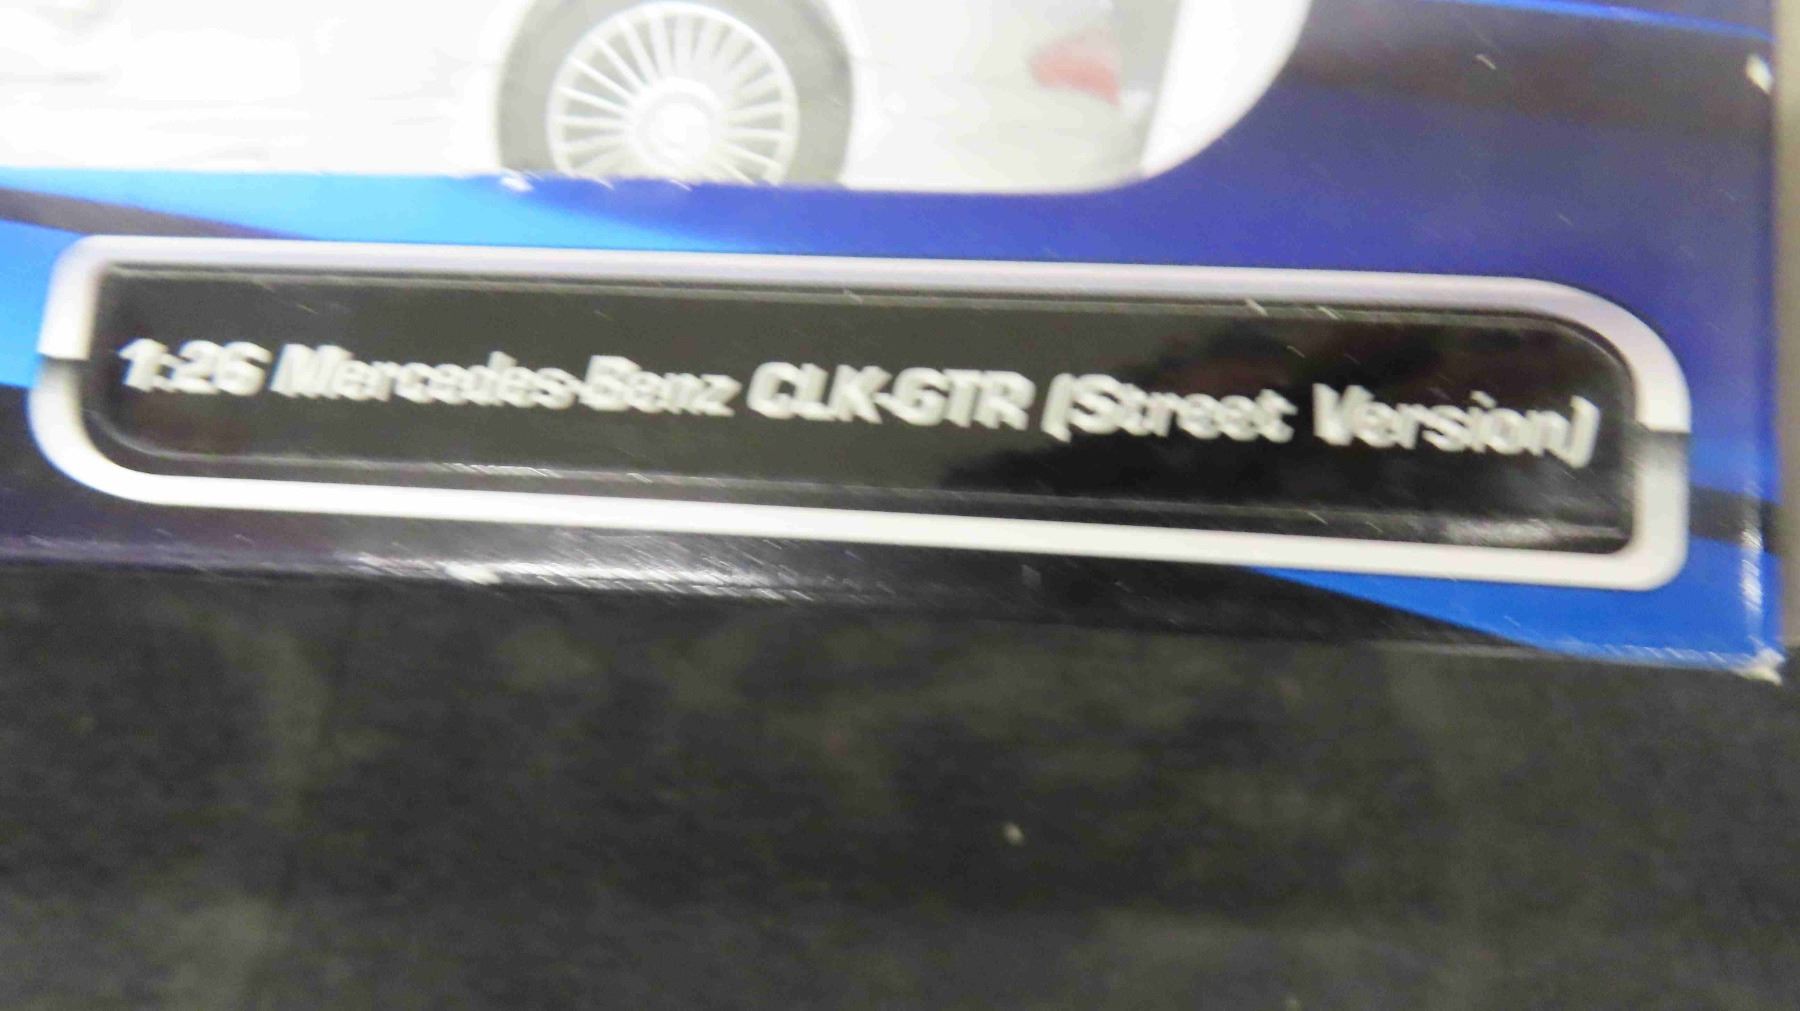 1:26 Mercedes-Benz CLK-GTR (Street Version)